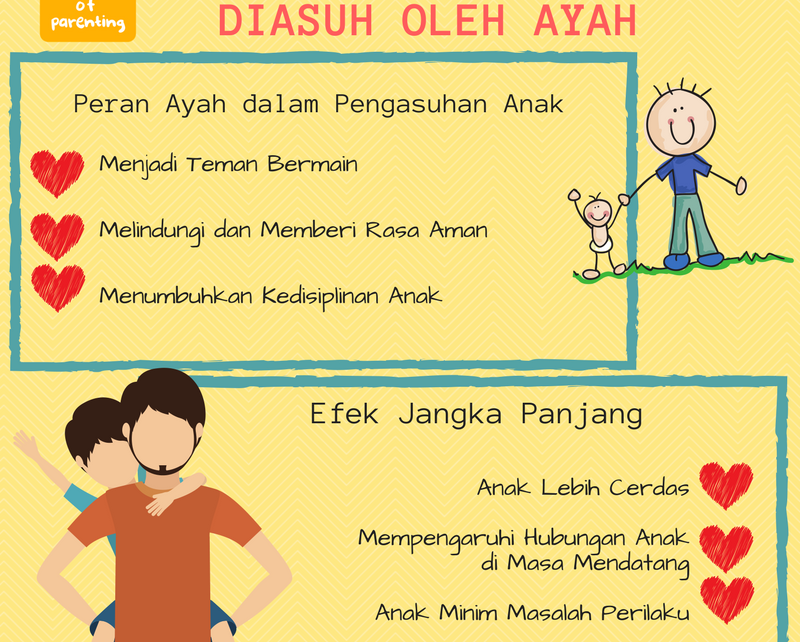 of
parenting
DIASUH OLEH AYAH
Peran Ayah dalam Pengasuhan Anak
Menjadi Teman Bermain
Melindungi dan Memberi Rasa Aman
Menumbuhkan Kedisiplinan Anak
Efek Jangka Panjang
Anak Lebih Cerdas
Mempengaruhi Hubungan Anak
di Masa Mendatang
Anak Minim Masalah Perilaku